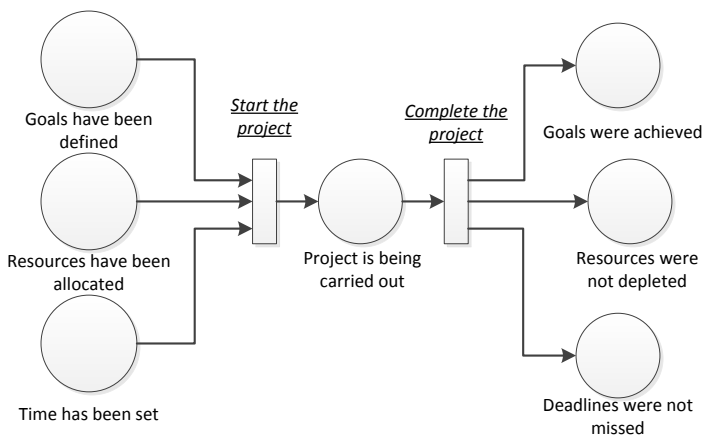 Goals have been
defined
Start the
project
Complete the
project
Goals were achieved
Resources have been
allocated
Project is being
carried out
Resources were
not depleted
Time has been set
Deadlines were not
missed